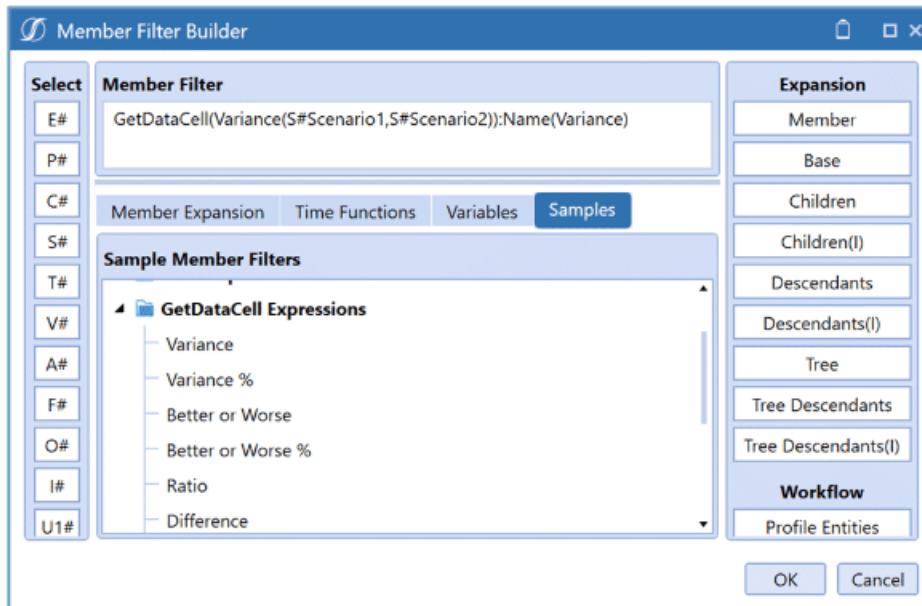 Member Filter Builder
Select
E#
P#
C#
S#
T#
V#
A#
F#
O#
I#
U1#
Member Filter
GetDataCell(Variance(S#Scenario1,S#Scenario2)):Name(Variance)
Member Expansion
Time Functions
Variables
Samples
Sample Member Filters
GetDataCell Expressions
Variance
Variance %
Better or Worse
Better or Worse %
Ratio
Difference
Expansion
Member
Base
Children
Children(I)
Descendants
Descendants(I)
Tree
Tree Descendants
Tree Descendants(I)
Workflow
Profile Entities
OK
Cancel